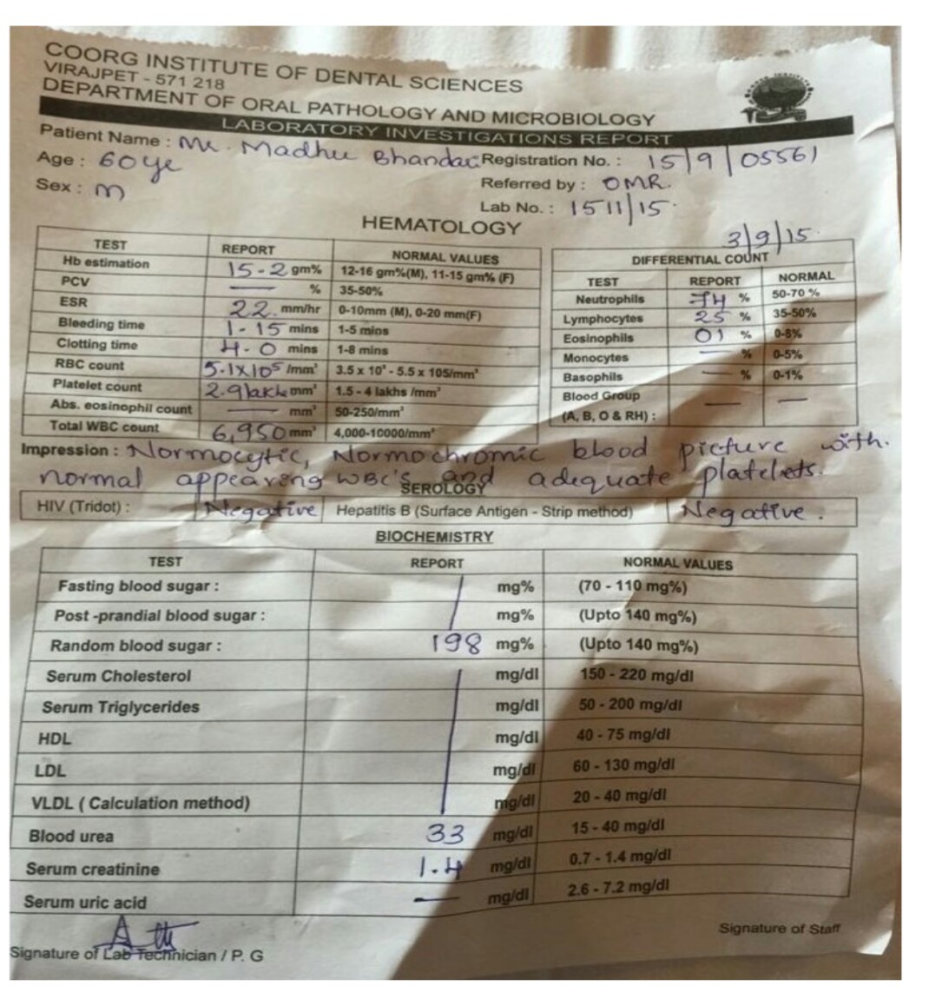 COORG INSTITUTE OF DENTAL SCIENCES
VIRAJPET - 571 218
DEPARTMENT OF ORAL PATHOLOGY AND MICROBIOLOGY
LABORATORY INVESTIGATIONS REPORT
Patient Name : Mr. Madhu Bhandari Registration No. : 15/9/05561
Age : 60ye Referred by : OMR.
Sex : M Lab No. : 1511/15.
HEMATOLOGY 3/9/15.
TEST REPORT NORMAL VALUES
Hb estimation 15-2 gm% 12-16 gm%(M), 11-15 gm% (F)
PCV — % 35-50%
ESR 22 mm/hr 0-10mm (M), 0-20 mm(F)
Bleeding time 1-15 mins 1-5 mins
Clotting time 4-0 mins 1-8 mins
RBC count 5.1x10⁵ /mm³ 3.5 x 10⁵ - 5.5 x 105/mm³
Platelet count 2.9lakh mm³ 1.5 - 4 lakhs /mm³
Abs. eosinophil count — mm³ 50-250/mm³
Total WBC count 6,950 mm³ 4,000-10000/mm³
DIFFERENTIAL COUNT
TEST REPORT NORMAL
Neutrophils 74 % 50-70 %
Lymphocytes 25 % 35-50%
Eosinophils 01 % 0-8%
Monocytes — % 0-5%
Basophils — % 0-1%
Blood Group — —
(A, B, O & RH) :
Impression : Normocytic, Normochromic blood picture with.
normal appearing WBC's and adequate platelets.
SEROLOGY
HIV (Tridot) : Negative Hepatitis B (Surface Antigen - Strip method) Negative.
BIOCHEMISTRY
TEST REPORT NORMAL VALUES
Fasting blood sugar : mg% (70 - 110 mg%)
Post -prandial blood sugar : mg% (Upto 140 mg%)
Random blood sugar : 198 mg% (Upto 140 mg%)
Serum Cholesterol mg/dl 150 - 220 mg/dl
Serum Triglycerides mg/dl 50 - 200 mg/dl
HDL mg/dl 40 - 75 mg/dl
LDL mg/dl 60 - 130 mg/dl
VLDL ( Calculation method) mg/dl 20 - 40 mg/dl
Blood urea 33 mg/dl 15 - 40 mg/dl
Serum creatinine 1.4 mg/dl 0.7 - 1.4 mg/dl
Serum uric acid — mg/dl 2.6 - 7.2 mg/dl
Signature of Lab Technician / P. G Signature of Staff